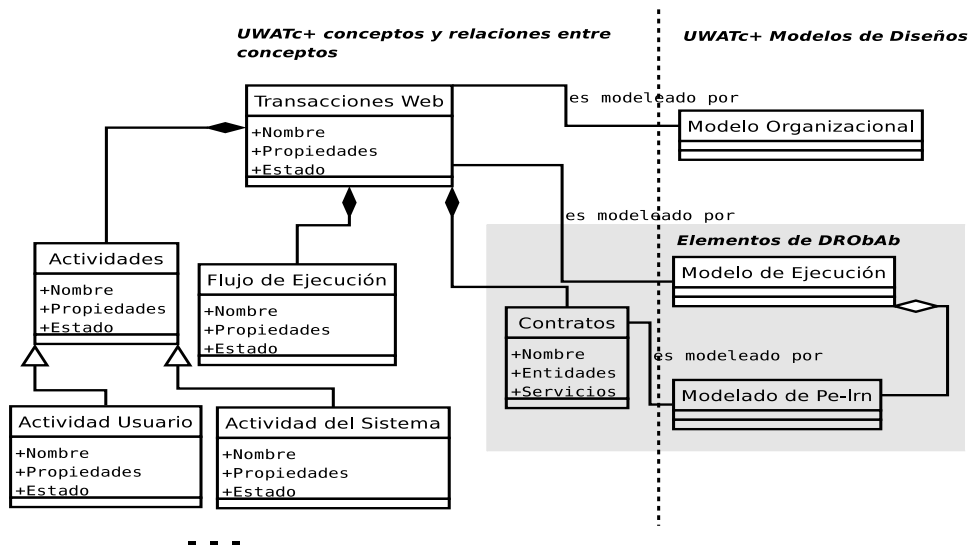 UWATc+ conceptos y relaciones entre
conceptos
UWATc+ Modelos de Diseños
Transacciones Web
+Nombre
+Propiedades
+Estado
es modeleado por
Modelo Organizacional
es modeleado por
Elementos de DRObAb
Modelo de Ejecución
Actividades
+Nombre
+Propiedades
+Estado
Flujo de Ejecución
+Nombre
+Propiedades
+Estado
Contratos
+Nombre
+Entidades
+Servicios
es modeleado por
Modelado de Pe-Irn
Actividad Usuario
+Nombre
+Propiedades
+Estado
Actividad del Sistema
+Nombre
+Propiedades
+Estado
...